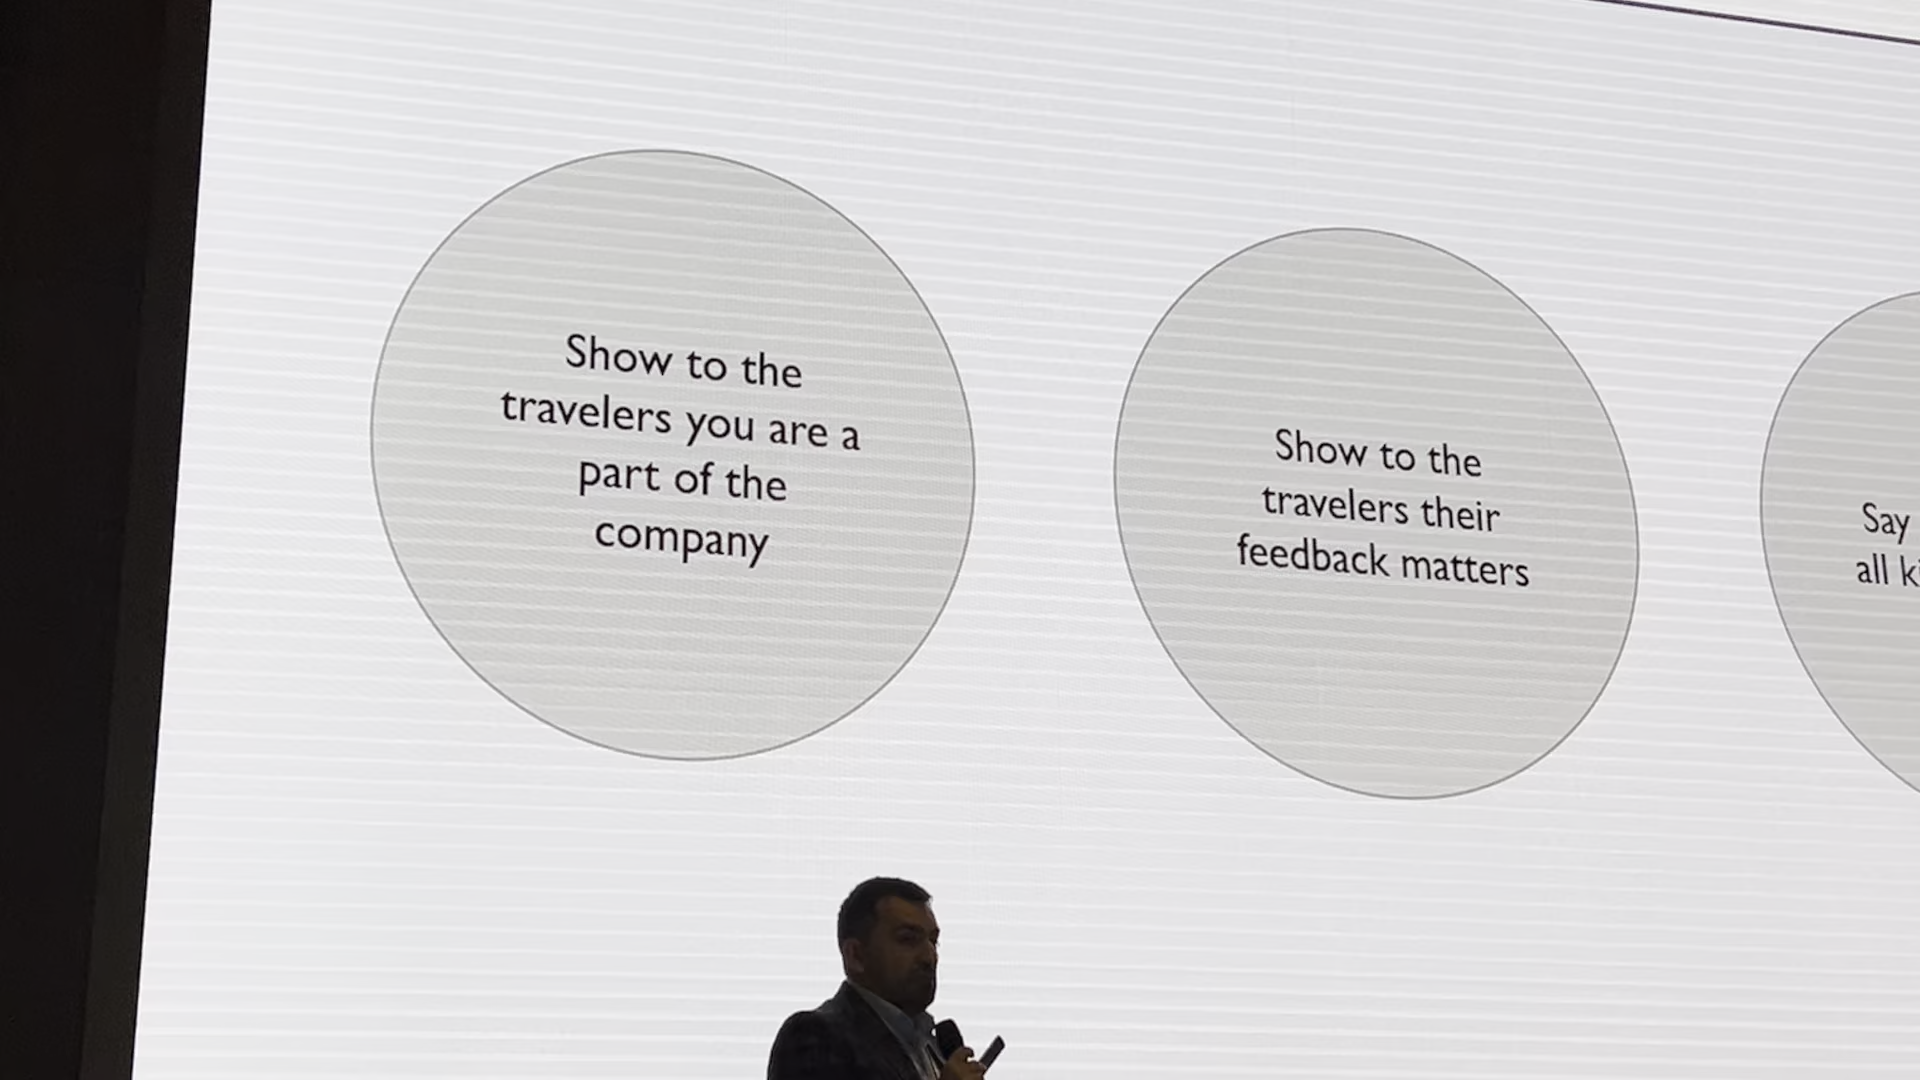 Show to the
travelers you are a
part of the
company
Show to the
travelers their
feedback matters
Say
all